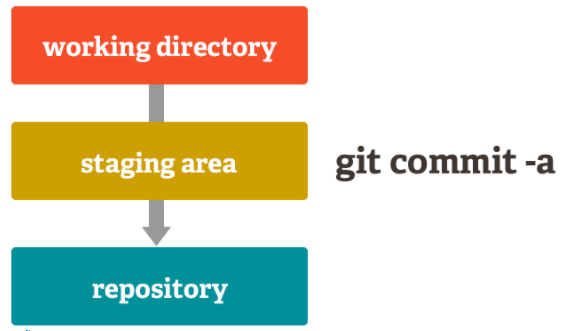 working directory
staging area
git commit -a
repository